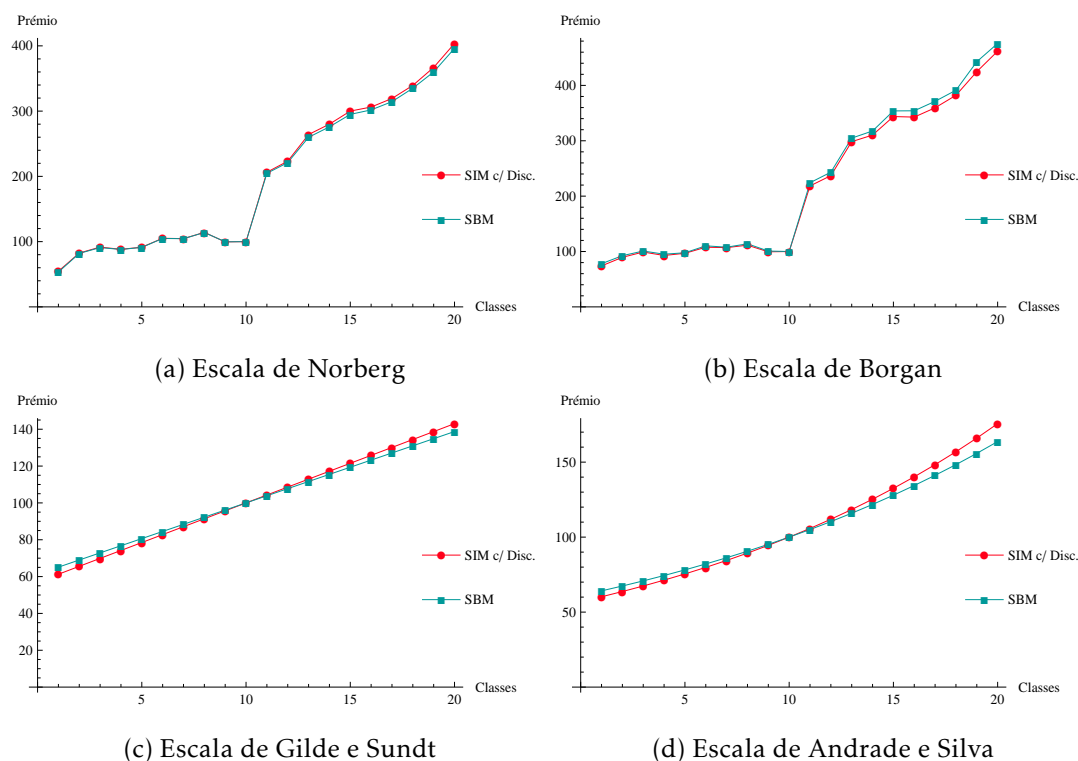 Prémio
400
300
200
100
5
10
15
20
Classes
SIM c/ Disc.
SBM
(a) Escala de Norberg
Prémio
400
300
200
100
5
10
15
20
Classes
SIM c/ Disc.
SBM
(b) Escala de Borgan
Prémio
140
120
100
80
60
40
20
5
10
15
20
Classes
SIM c/ Disc.
SBM
(c) Escala de Gilde e Sundt
Prémio
150
100
50
5
10
15
20
Classes
SIM c/ Disc.
SBM
(d) Escala de Andrade e Silva